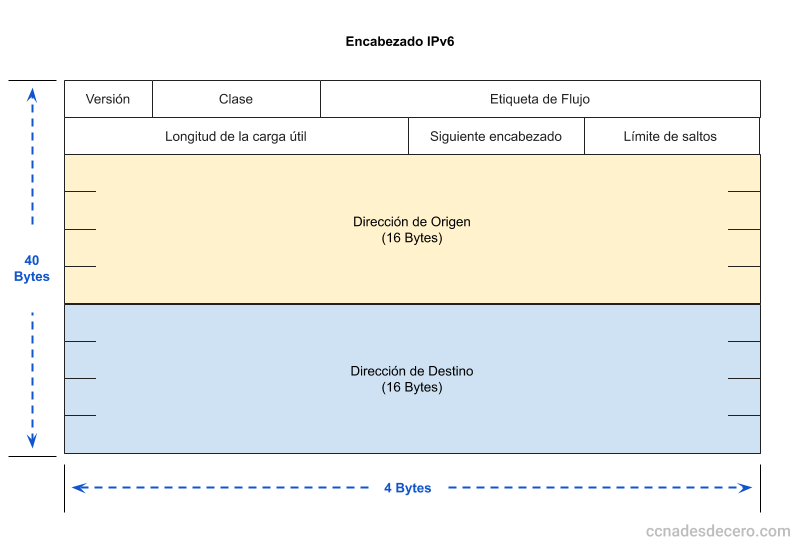 Encabezado IPv6
Versión
Clase
Etiqueta de Flujo
Longitud de la carga útil
Siguiente encabezado
Límite de saltos
Dirección de Origen
(16 Bytes)
40
Bytes
Dirección de Destino
(16 Bytes)
4 Bytes
ccnadesdecero.com